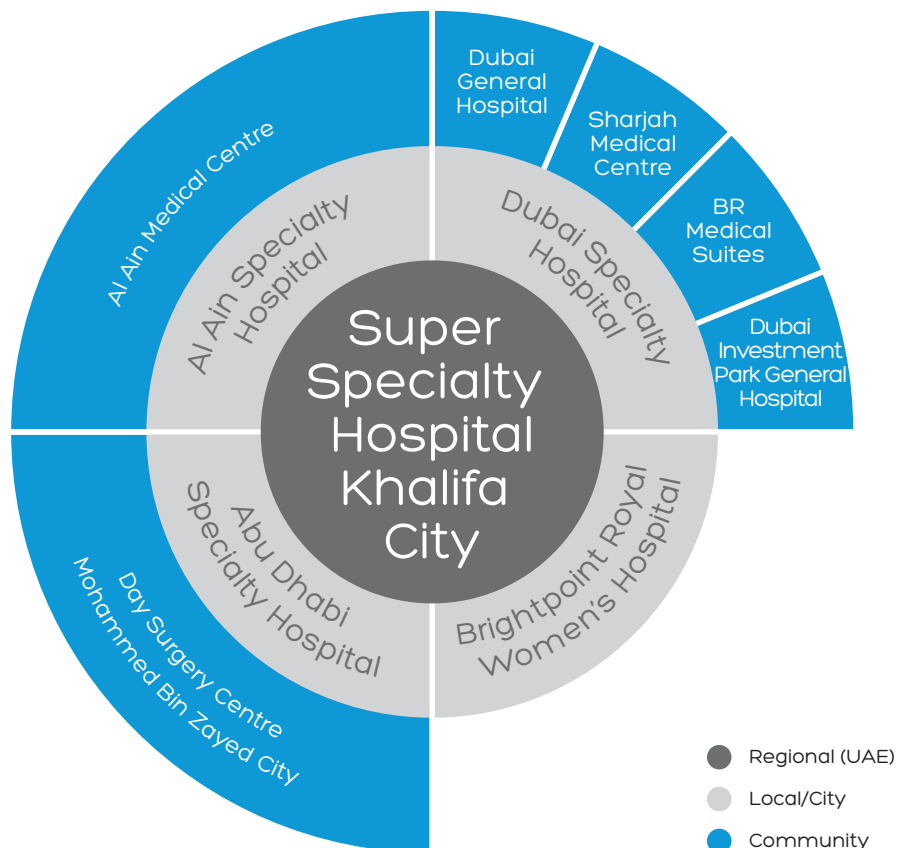 Dubai
General
Hospital
Sharjah
Medical
Centre
BR
Medical
Suites
Dubai
Investment
Park General
Hospital
Al Ain Medical Centre
Al Ain Specialty
Hospital
Dubai Specialty
Hospital
Super
Specialty
Hospital
Khalifa
City
Abu Dhabi
Specialty Hospital
Brightpoint Royal
Women's Hospital
Day Surgery Centre
Mohammed Bin Zayed City
Regional (UAE)
Local/City
Community